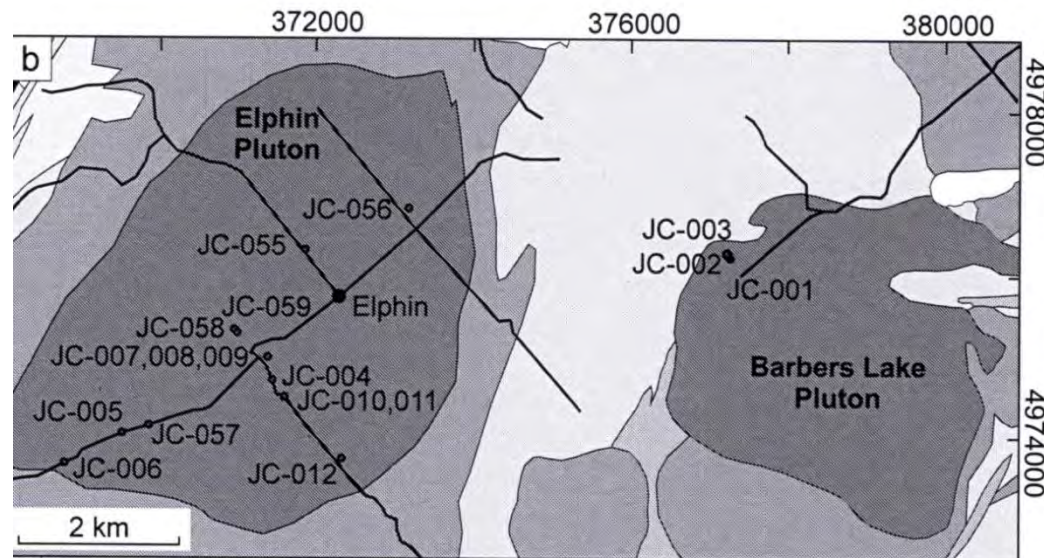 372000
376000
380000
b
4978000
Elphin
Pluton
JC-056
JC-055
JC-003
JC-002
JC-001
JC-059
Elphin
JC-058
JC-007,008,009
JC-004
JC-010,011
Barbers Lake
Pluton
JC-005
JC-057
JC-006
JC-012
4974000
2 km